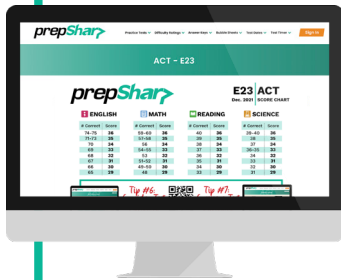 prepSharp
Practice Tests Difficulty Ratings Answer Keys Bubble Sheets Test Dates Test Timer Sign In
ACT - E23
prepSharp
E23 ACT
Dec. 2021 SCORE CHART
ENGLISH MATH READING SCIENCE
# Correct Score # Correct Score # Correct Score # Correct Score
74-75 36 59-60 36 40 36 39-40 36
71-73 35 57-58 35 39 35 38 35
70 34 56 34 38 34 37 34
69 33 54-55 33 37 33 36-35 33
68 32 53 32 36 32 34 32
67 31 51-52 31 35 31 33 31
66 30 49-50 30 34 30 32 30
65 29 48 29 33 29 31 29
Tip #6: Tip #7: